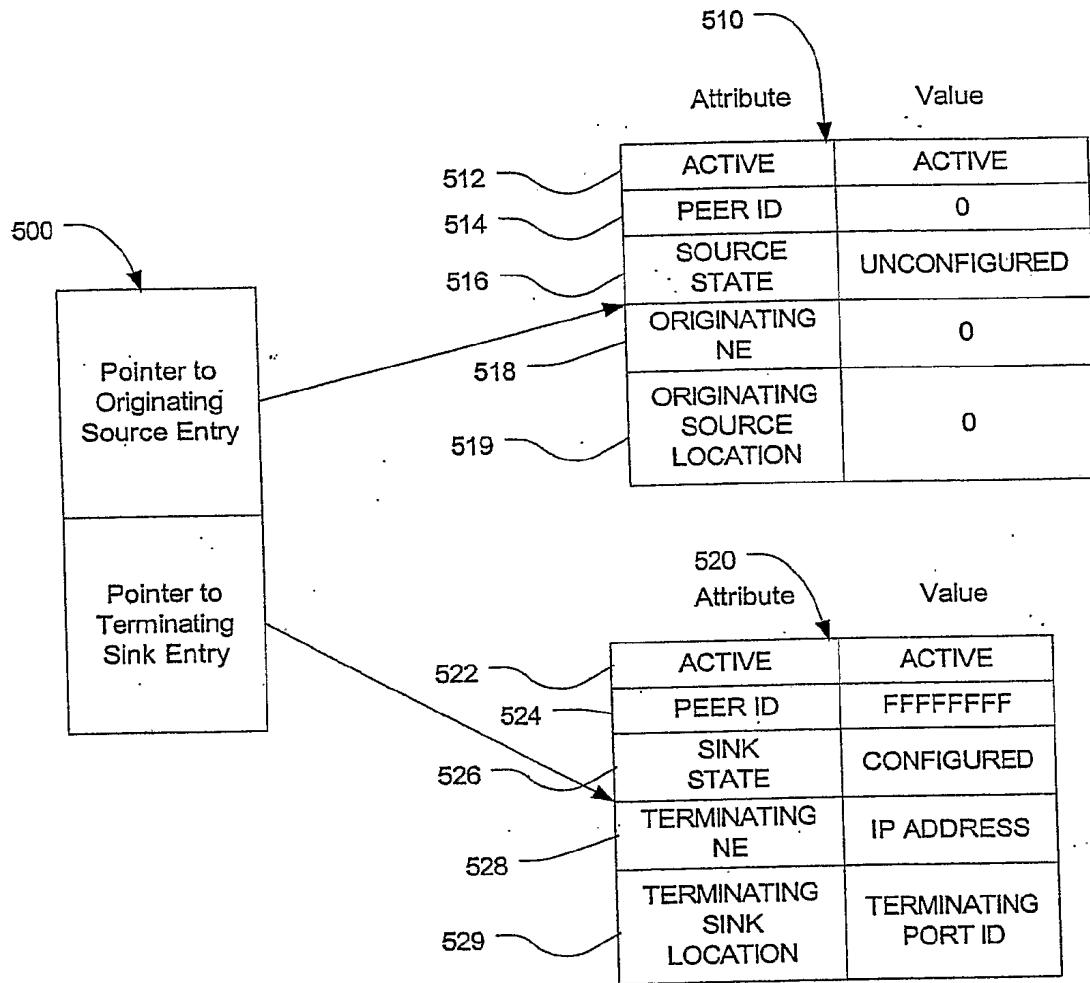 510
Attribute Value
512 ACTIVE ACTIVE
514 PEER ID 0
516 SOURCE
STATE UNCONFIGURED
518 ORIGINATING
NE 0
519 ORIGINATING
SOURCE
LOCATION 0
500
Pointer to
Originating
Source Entry
Pointer to
Terminating
Sink Entry
520
Attribute Value
522 ACTIVE ACTIVE
524 PEER ID FFFFFFFF
526 SINK
STATE CONFIGURED
528 TERMINATING
NE IP ADDRESS
529 TERMINATING
SINK
LOCATION TERMINATING
PORT ID